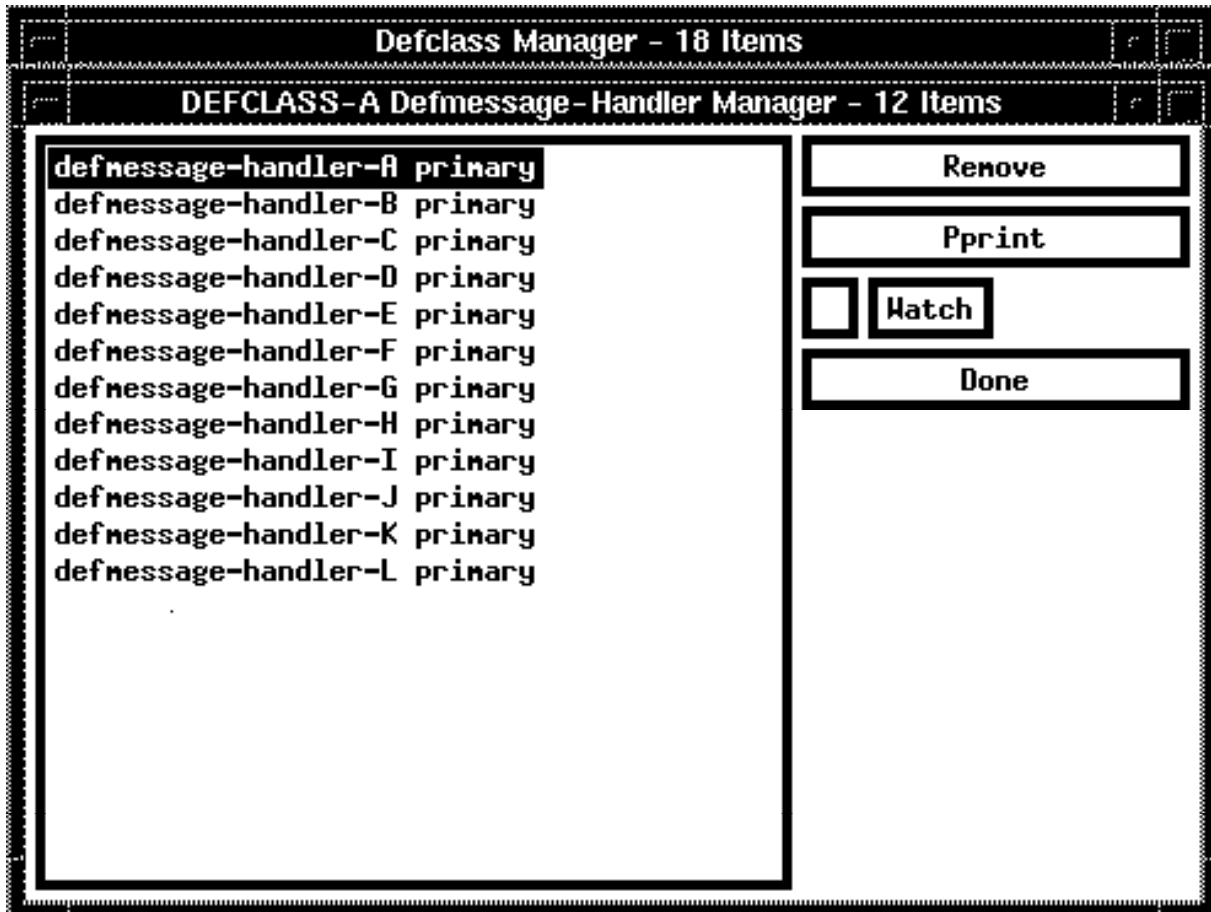 Defclass Manager - 18 Items
DEFCLASS-A Defmessage-Handler Manager - 12 Items
defmessage-handler-A primary
defmessage-handler-B primary
defmessage-handler-C primary
defmessage-handler-D primary
defmessage-handler-E primary
defmessage-handler-F primary
defmessage-handler-G primary
defmessage-handler-H primary
defmessage-handler-I primary
defmessage-handler-J primary
defmessage-handler-K primary
defmessage-handler-L primary
Remove
Pprint
Watch
Done